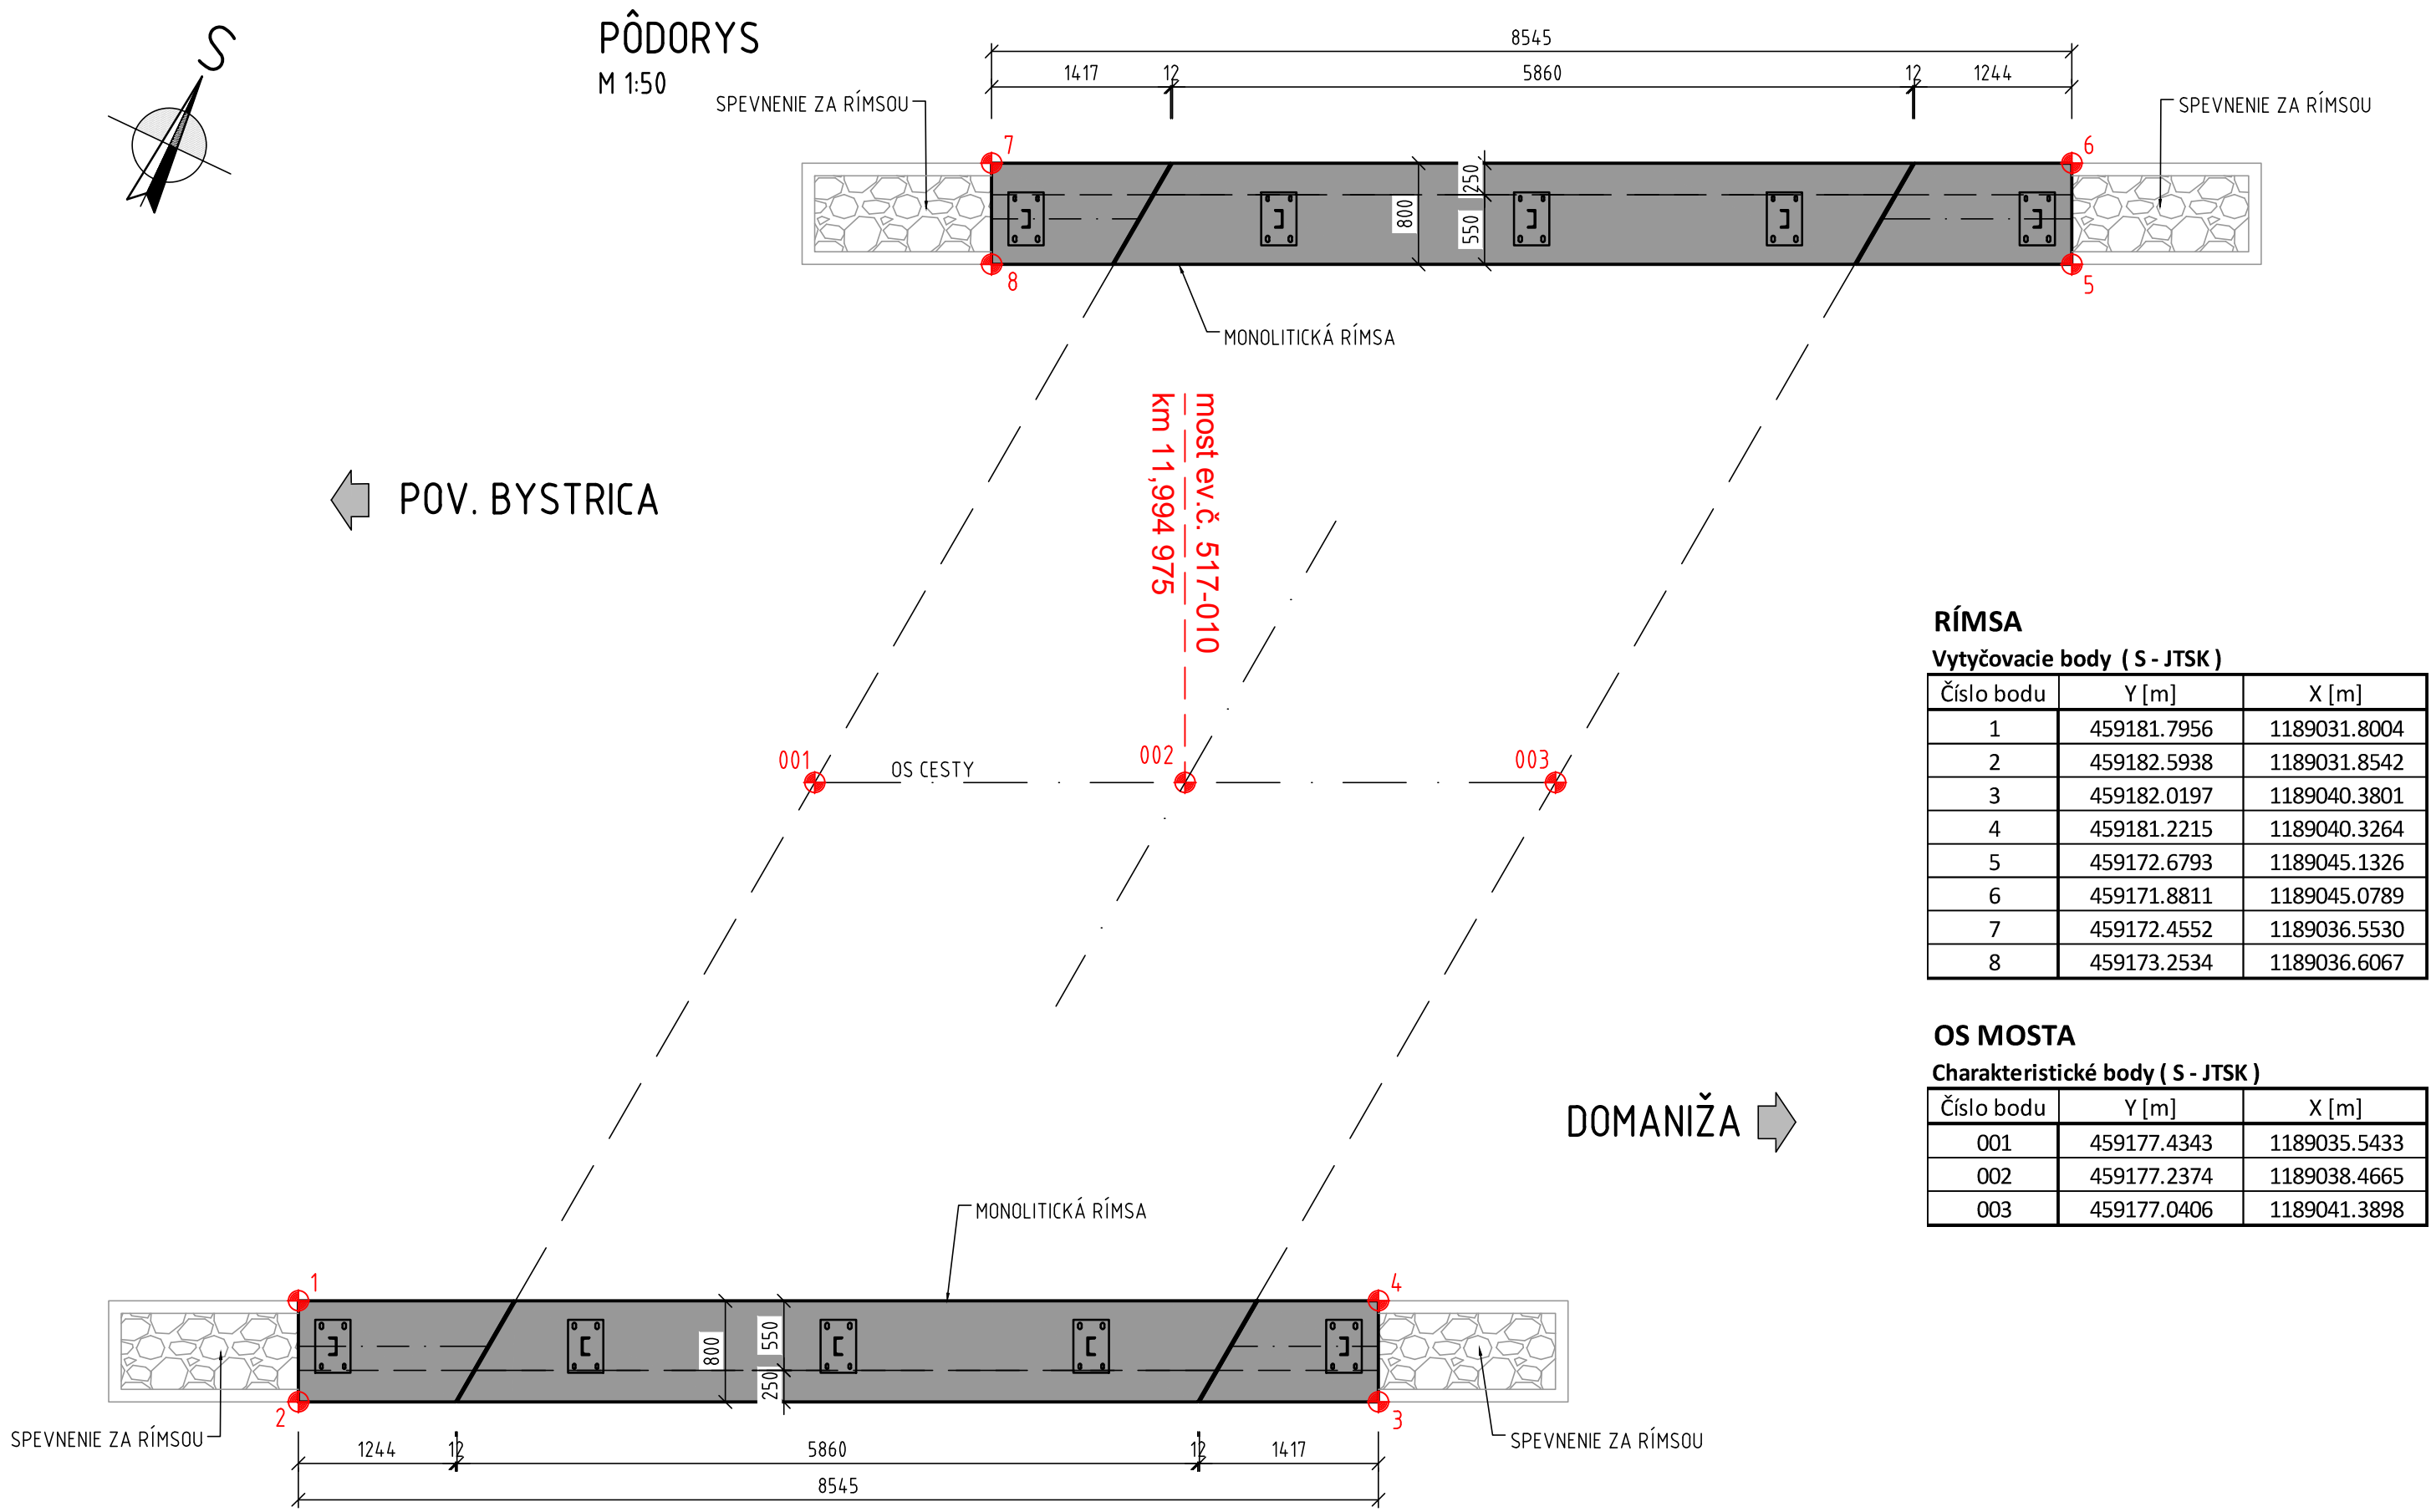 S
PÔDORYS
M 1:50
8545
1417
12
5860
12
1244
SPEVNENIE ZA RÍMSOU
SPEVNENIE ZA RÍMSOU
7
6
250
800
550
8
5
MONOLITICKÁ RÍMSA
most ev.č. 517-010
km 11,994 975
POV. BYSTRICA
001
OS CESTY
002
003
RÍMSA
Vytyčovacie body ( S - JTSK )
Číslo bodu Y [m] X [m]
1 459181.7956 1189031.8004
2 459182.5938 1189031.8542
3 459182.0197 1189040.3801
4 459181.2215 1189040.3264
5 459172.6793 1189045.1326
6 459171.8811 1189045.0789
7 459172.4552 1189036.5530
8 459173.2534 1189036.6067
OS MOSTA
Charakteristické body ( S - JTSK )
Číslo bodu Y [m] X [m]
001 459177.4343 1189035.5433
002 459177.2374 1189038.4665
003 459177.0406 1189041.3898
DOMANIŽA
MONOLITICKÁ RÍMSA
1
4
800
550
250
2
3
SPEVNENIE ZA RÍMSOU
SPEVNENIE ZA RÍMSOU
1244
12
5860
12
1417
8545